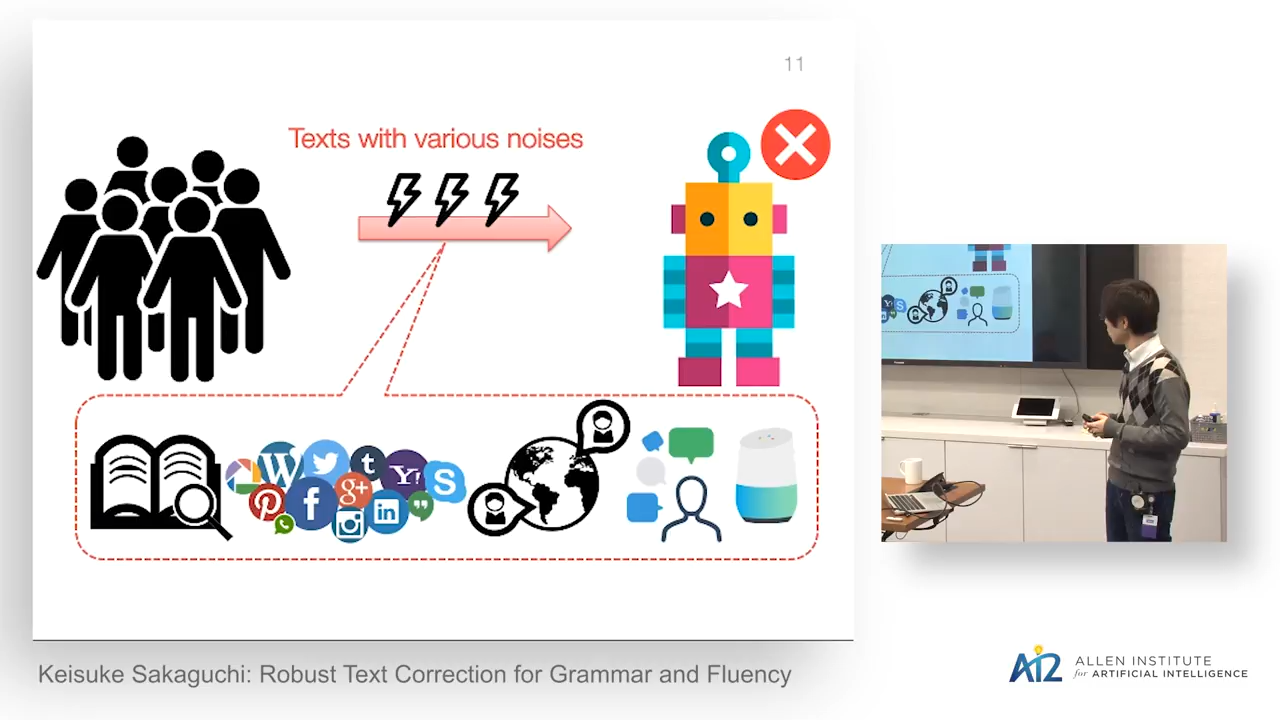 11
Texts with various noises
Keisuke Sakaguchi: Robust Text Correction for Grammar and Fluency
AI2
ALLEN INSTITUTE
for ARTIFICIAL INTELLIGENCE